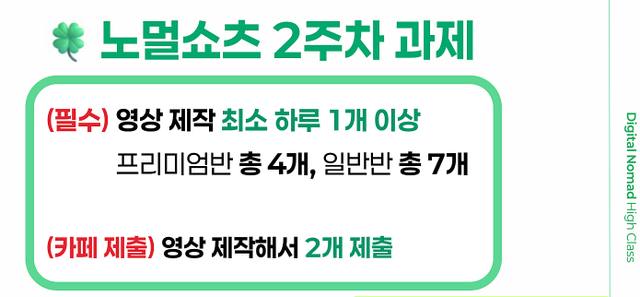 노멀쇼츠 2주차 과제
(필수) 영상 제작 최소 하루 1개 이상
프리미엄반 총 4개, 일반반 총 7개
(카페 제출) 영상 제작해서 2개 제출
Digital Nomad High Class